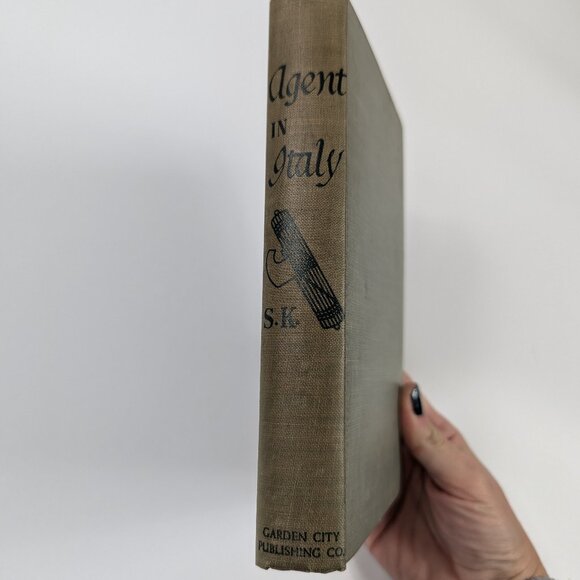 Agent
IN
Italy
S.K.
GARDEN CITY
PUBLISHING CO.